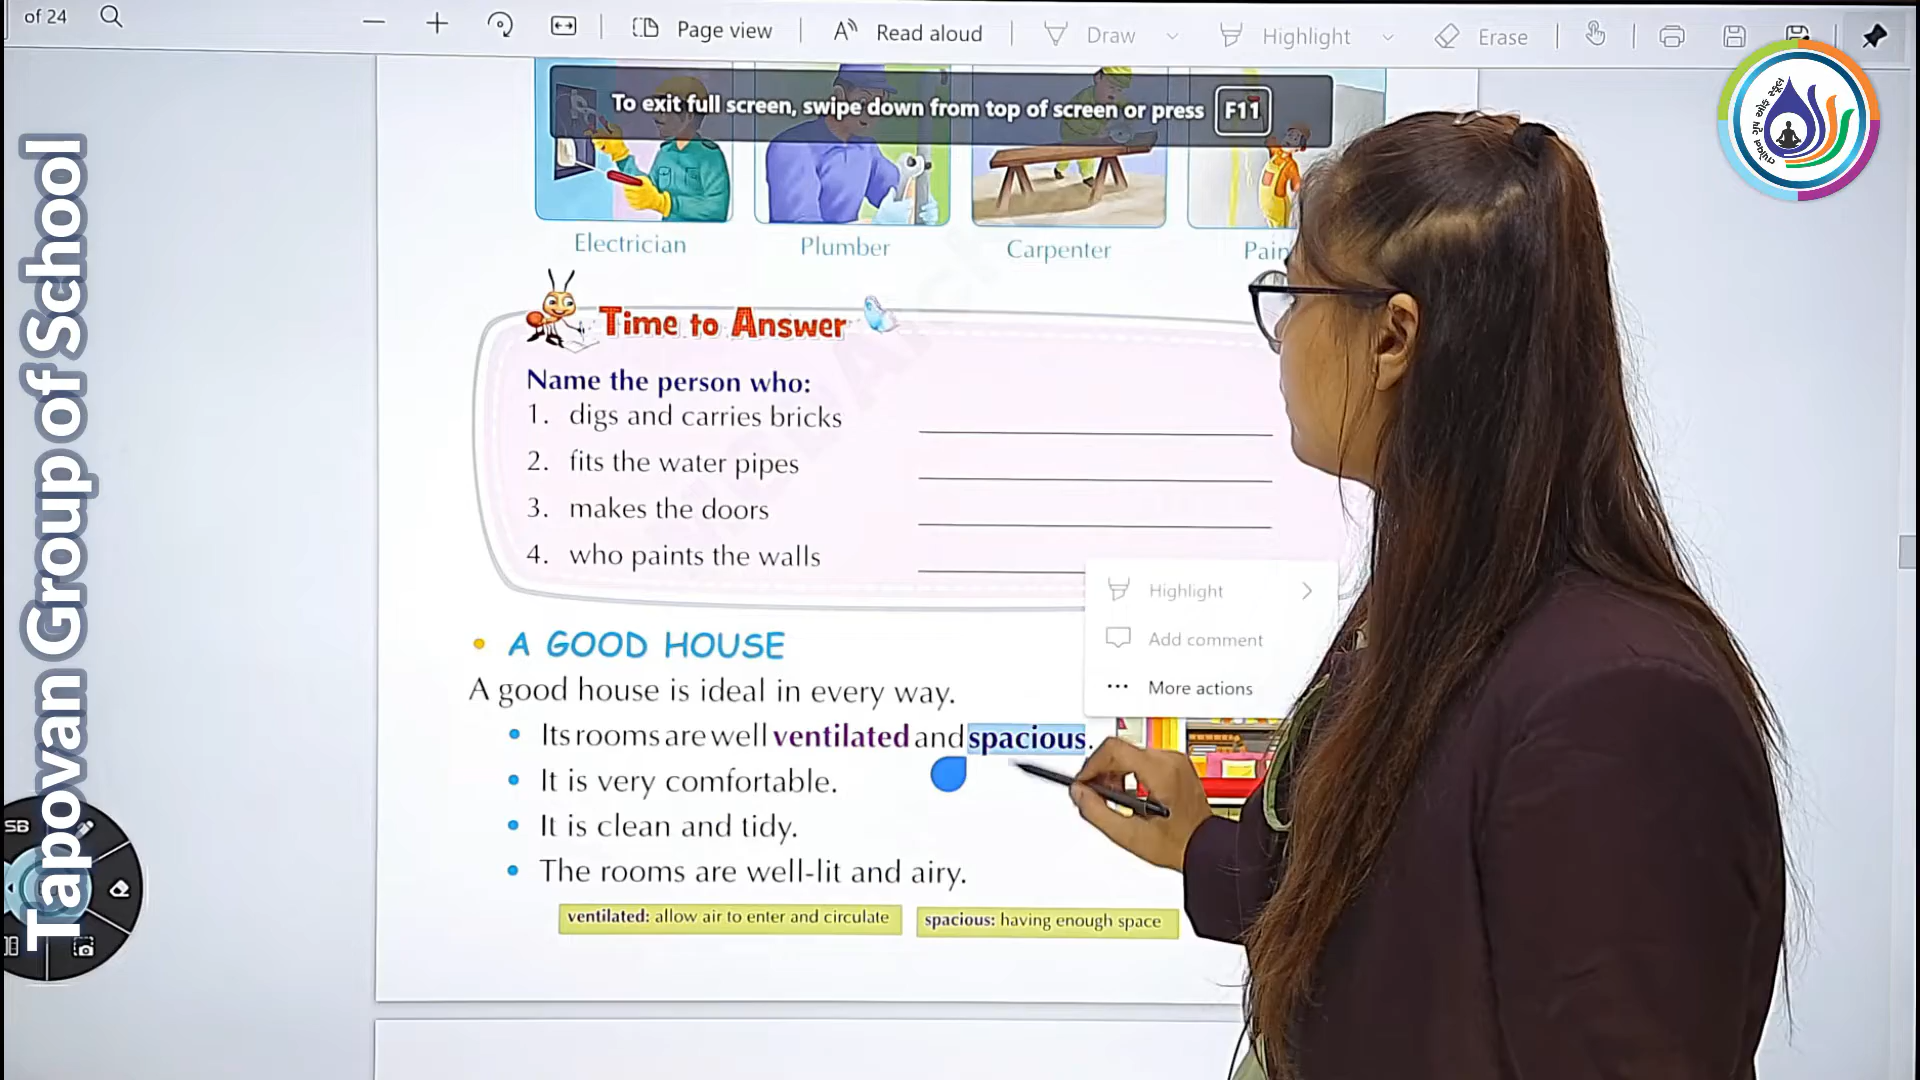 of 24
Page view
Read aloud
Draw
Highlight
Erase
To exit full screen, swipe down from top of screen or press F11
Electrician
Plumber
Carpenter
Pain
Time to Answer
Name the person who:
1. digs and carries bricks
2. fits the water pipes
3. makes the doors
4. who paints the walls
Highlight
Add comment
More actions
A GOOD HOUSE
A good house is ideal in every way.
Its rooms are well ventilated and spacious.
It is very comfortable.
It is clean and tidy.
The rooms are well-lit and airy.
ventilated: allow air to enter and circulate
spacious: having enough space
Tapovan Group of School
SB